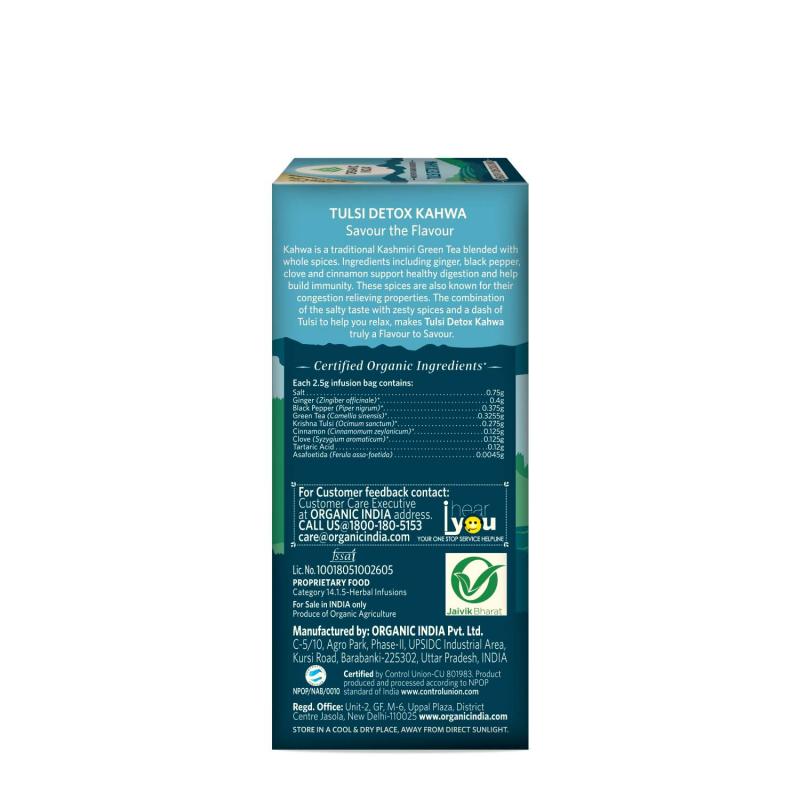 TULSI DETOX KAHWA
Savour the Flavour
Kahwa is a traditional Kashmiri Green Tea blended with
whole spices. Ingredients including ginger, black pepper,
clove and cinnamon support healthy digestion and help
build immunity. These spices are also known for their
congestion relieving properties. The combination
of the salty taste with zesty spices and a dash of
Tulsi to help you relax, makes Tulsi Detox Kahwa
truly a Flavour to Savour.
Certified Organic Ingredients*
Each 2.5g infusion bag contains:
Salt 0.75g
Ginger (Zingiber officinale)* 0.4g
Black Pepper (Piper nigrum)* 0.375g
Green Tea (Camellia sinensis)* 0.3255g
Krishna Tulsi (Ocimum sanctum)* 0.275g
Cinnamon (Cinnamomum zeylanicum)* 0.125g
Clove (Syzygium aromaticum)* 0.125g
Tartaric Acid 0.12g
Asafoetida (Ferula assa-foetida) 0.0045g
For Customer feedback contact:
Customer Care Executive
at ORGANIC INDIA address.
CALL US@1800-180-5153
care@organicindia.com
i hear
you
YOUR ONE STOP SERVICE HELPLINE
fssai
Lic. No. 10018051002605
PROPRIETARY FOOD
Category 14.1.5-Herbal Infusions
For Sale in INDIA only
Produce of Organic Agriculture
Jaivik Bharat
Manufactured by: ORGANIC INDIA Pvt. Ltd.
C-5/10, Agro Park, Phase-II, UPSIDC Industrial Area,
Kursi Road, Barabanki-225302, Uttar Pradesh, INDIA
NPOP/NAB/0010
Certified by Control Union-CU 801983. Product
produced and processed according to NPOP
standard of India www.controlunion.com
Regd. Office: Unit-2, GF, M-6, Uppal Plaza, District
Centre Jasola, New Delhi-110025 www.organicindia.com
STORE IN A COOL & DRY PLACE, AWAY FROM DIRECT SUNLIGHT.